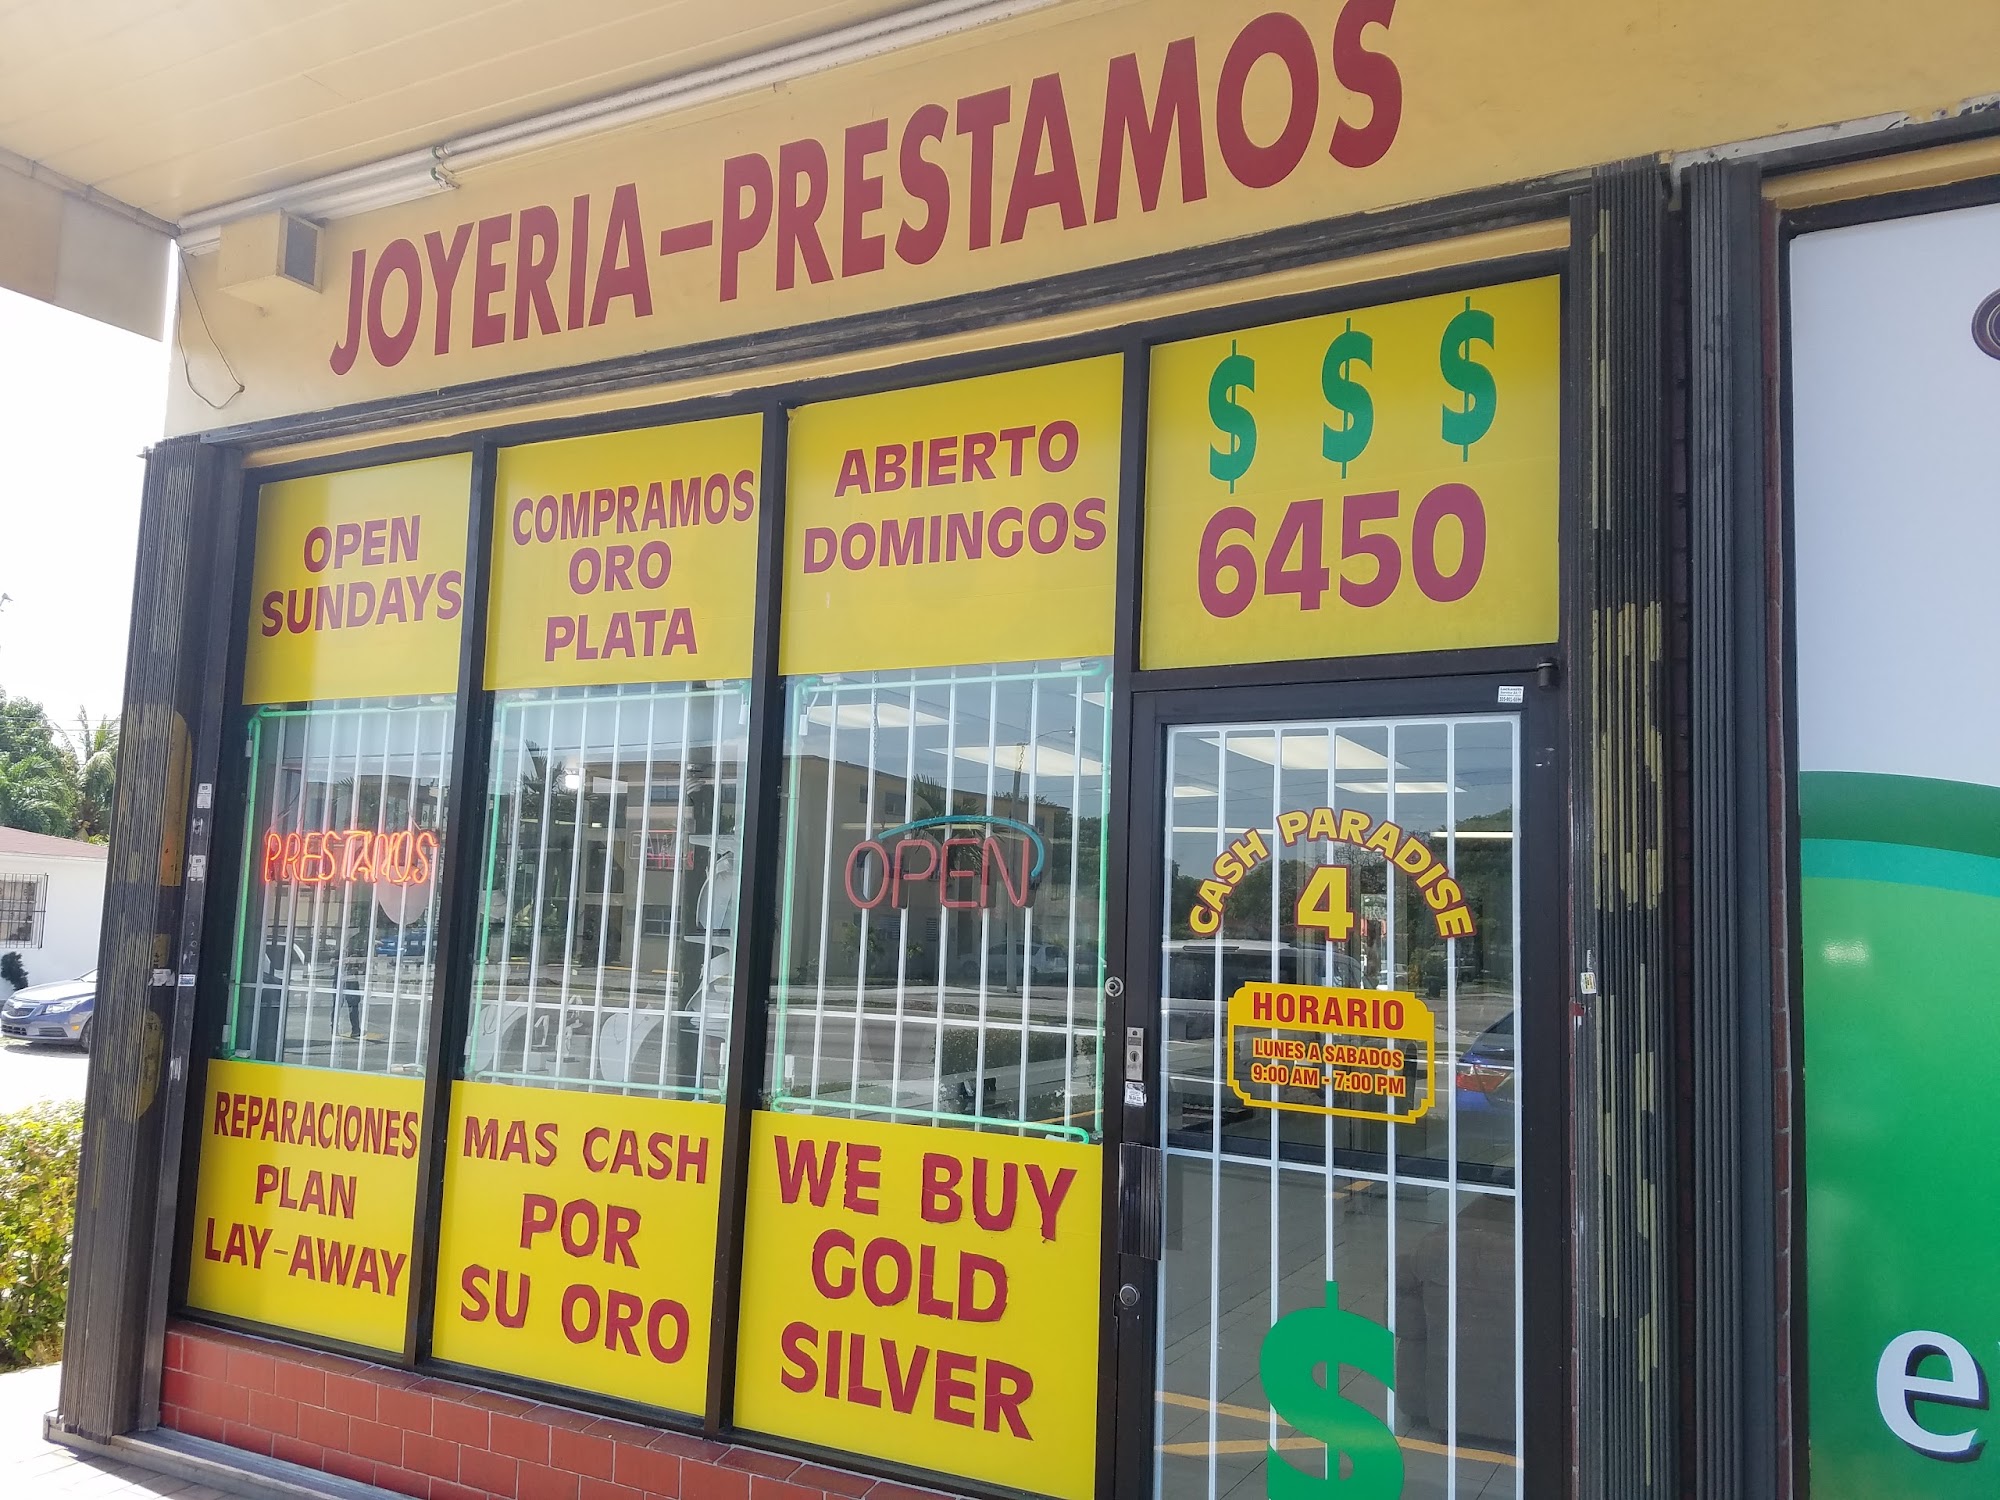 JOYERIA-PRESTAMOS
OPEN
SUNDAYS
COMPRAMOS
ORO
PLATA
ABIERTO
DOMINGOS
$ $ $
6450
PRESTAMOS
OPEN
CASH PARADISE
4
HORARIO
LUNES A SABADOS
9:00 AM - 7:00 PM
REPARACIONES
PLAN
LAY-AWAY
MAS CASH
POR
SU ORO
WE BUY
GOLD
SILVER
$
e